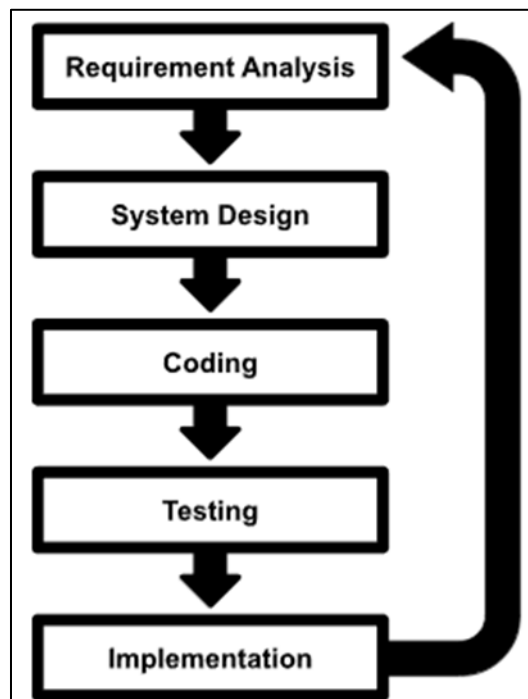 Requirement Analysis
System Design
Coding
Testing
Implementation